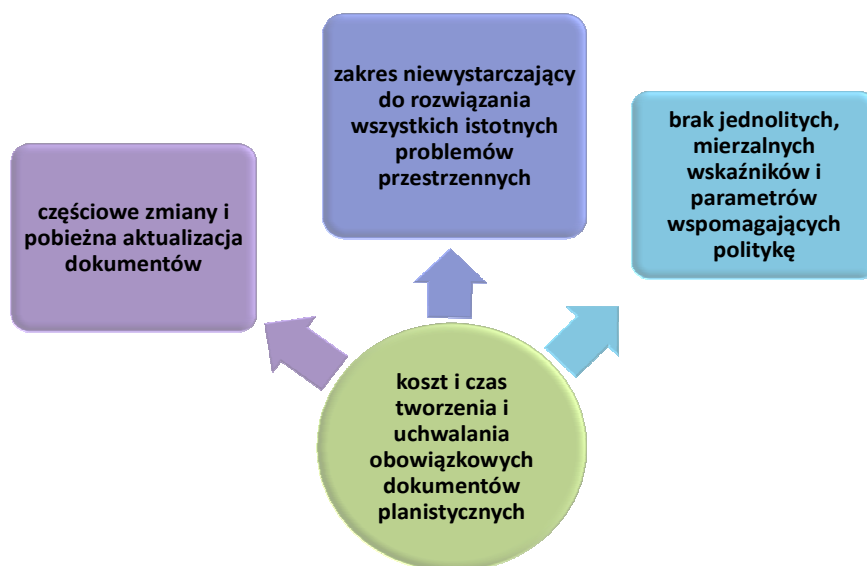 zakres niewystarczający
do rozwiązania
wszystkich istotnych
problemów
przestrzennych
brak jednolitych,
mierzalnych
wskaźników i
parametrów
wspomagających
politykę
częściowe zmiany i
pobieżna aktualizacja
dokumentów
koszt i czas
tworzenia i
uchwalania
obowiązkowych
dokumentów
planistycznych